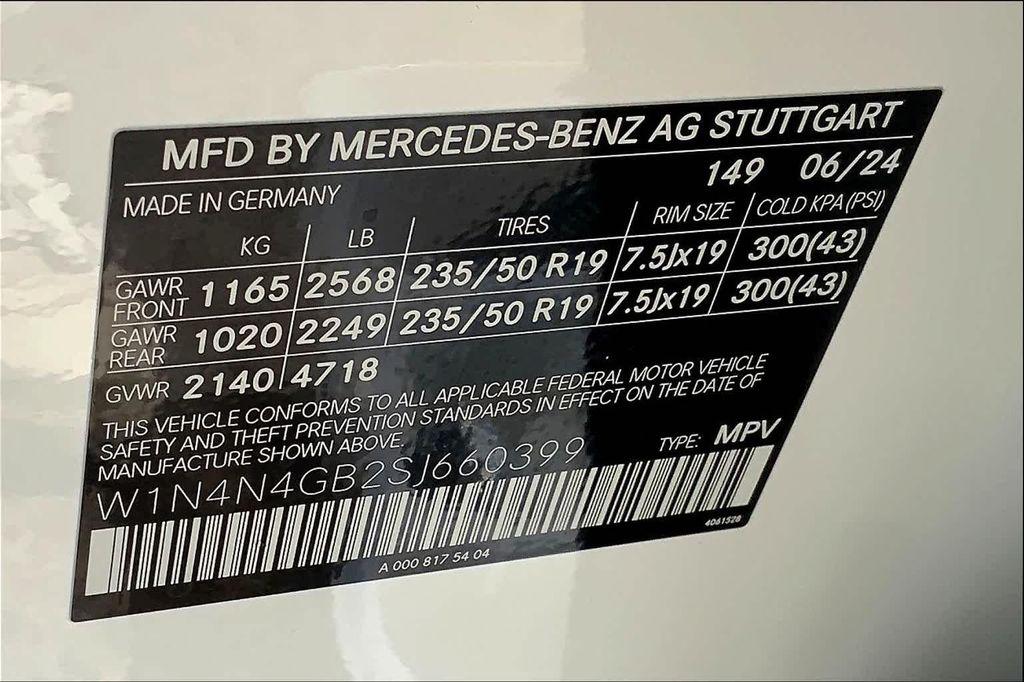 MFD BY MERCEDES-BENZ AG STUTTGART
149 06/24
MADE IN GERMANY
KG LB TIRES RIM SIZE COLD KPA (PSI)
GAWR FRONT 1165 2568 235/50 R19 7.5Jx19 300(43)
GAWR REAR 1020 2249 235/50 R19 7.5Jx19 300(43)
GVWR 2140 4718
THIS VEHICLE CONFORMS TO ALL APPLICABLE FEDERAL MOTOR VEHICLE
SAFETY AND THEFT PREVENTION STANDARDS IN EFFECT ON THE DATE OF
MANUFACTURE SHOWN ABOVE.
W1N4N4GB2SJ660399 TYPE: MPV
A 000 817 54 04
4061528